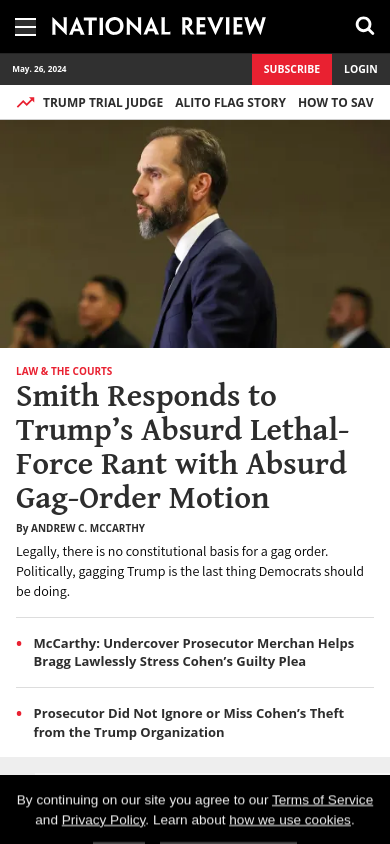 NATIONAL REVIEW
May. 26, 2024
SUBSCRIBE
LOGIN
TRUMP TRIAL JUDGE ALITO FLAG STORY HOW TO SAV
LAW & THE COURTS
Smith Responds to
Trump’s Absurd Lethal-
Force Rant with Absurd
Gag-Order Motion
By ANDREW C. MCCARTHY
Legally, there is no constitutional basis for a gag order.
Politically, gagging Trump is the last thing Democrats should
be doing.
• McCarthy: Undercover Prosecutor Merchan Helps
Bragg Lawlessly Stress Cohen’s Guilty Plea
• Prosecutor Did Not Ignore or Miss Cohen’s Theft
from the Trump Organization
By continuing on our site you agree to our Terms of Service
and Privacy Policy. Learn about how we use cookies.